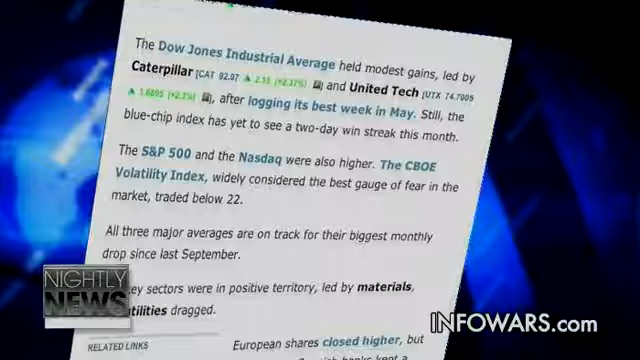 The Dow Jones Industrial Average held modest gains, led by
Caterpillar [CAT 92.07 ▲ 2.13 (+2.37%) ] and United Tech [UTX 74.7005
▲ 1.6805 (+2.3%) ], after logging its best week in May. Still, the
blue-chip index has yet to see a two-day win streak this month.
The S&P 500 and the Nasdaq were also higher. The CBOE
Volatility Index, widely considered the best gauge of fear in the
market, traded below 22.
All three major averages are on track for their biggest monthly
drop since last September.
key sectors were in positive territory, led by materials,
utilities dragged.
RELATED LINKS
European shares closed higher, but
banks kept a
NIGHTLY
NEWS
INFOWARS.com